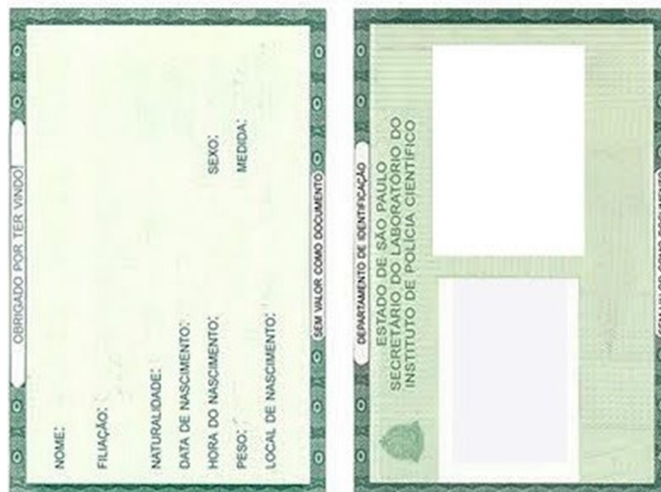 OBRIGADO POR TER VINDO!
NOME:
FILIAÇÃO:
NATURALIDADE:
DATA DE NASCIMENTO:
HORA DO NASCIMENTO:
SEXO:
PESO:
MEDIDA:
LOCAL DE NASCIMENTO:
SEM VALOR COMO DOCUMENTO
DEPARTAMENTO DE IDENTIFICAÇÃO
ESTADO DE SÃO PAULO
SECRETÁRIO DO LABORATÓRIO DO
INSTITUTO DE POLÍCIA CIENTÍFICO